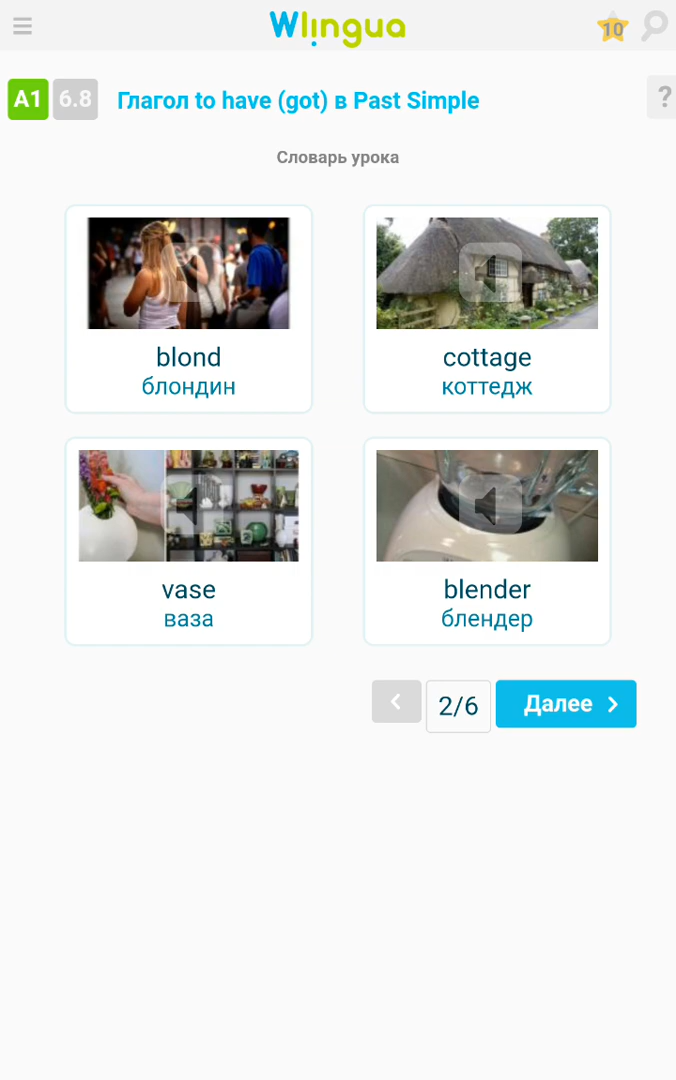 Wlingua
10
A1 6.8 Глагол to have (got) в Past Simple ?
Словарь урока
blond
блондин
cottage
коттедж
vase
ваза
blender
блендер
2/6 Далее